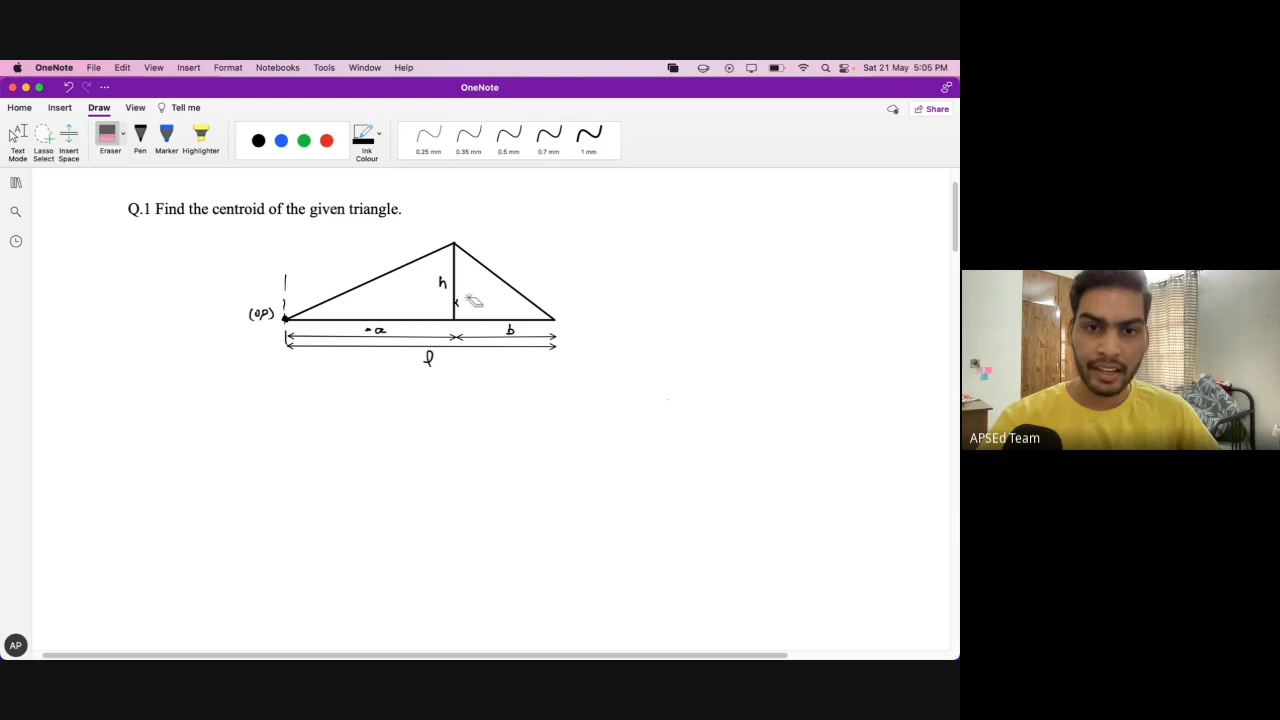 OneNote File Edit View Insert Format Notebooks Tools Window Help Sat 21 May 5:05 PM
OneNote
Home Insert Draw View Tell me Share
Text Mode Lasso Select Insert Space Eraser Pen Marker Highlighter Ink Colour 0.25 mm 0.35 mm 0.5 mm 0.7 mm 1 mm
Q.1 Find the centroid of the given triangle.
h
a b
l
APSEd Team
AP